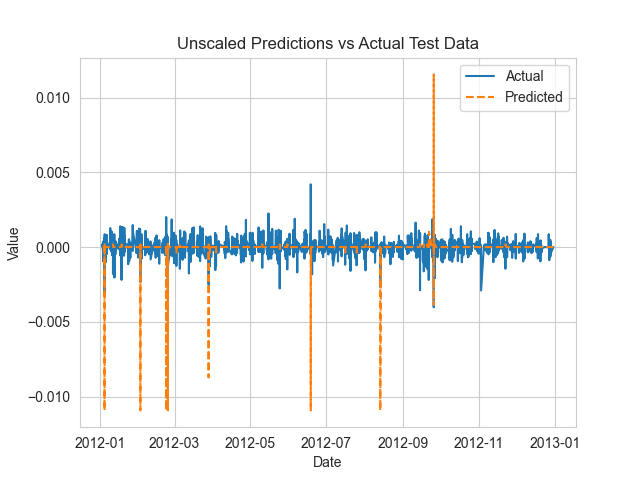 Unscaled Predictions vs Actual Test Data
Actual
Predicted
0.010
0.005
0.000
−0.005
−0.010
Value
2012-01
2012-03
2012-05
2012-07
2012-09
2012-11
2013-01
Date